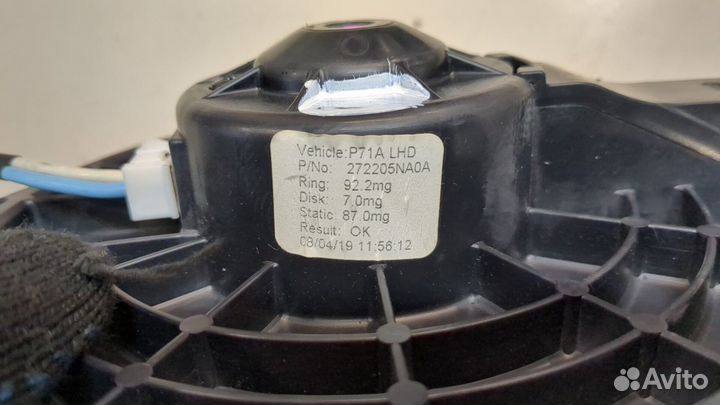 Vehicle:P71A LHD
P/No: 272205NA0A
Ring: 92.2mg
Disk: 7.0mg
Static: 87.0mg
Result: OK
08/04/19 11:56:12
Avito